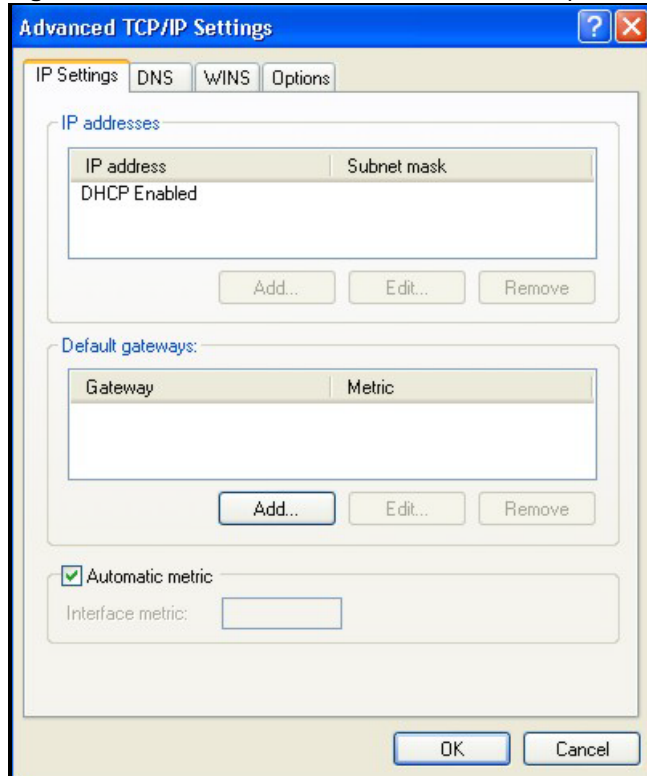 Advanced TCP/IP Settings
IP Settings DNS WINS Options
IP addresses
IP address Subnet mask
DHCP Enabled
Add... Edit... Remove
Default gateways:
Gateway Metric
Add... Edit... Remove
Automatic metric
Interface metric:
OK Cancel